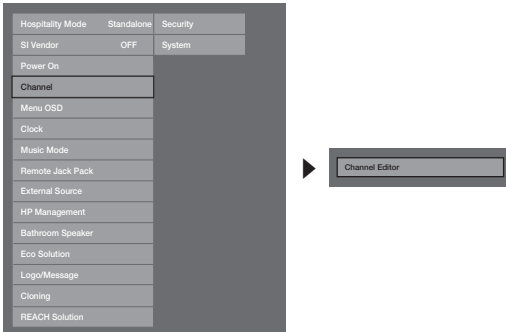 Hospitality Mode Standalone Security
SI Vendor OFF System
Power On
Channel
Menu OSD
Clock
Music Mode
Remote Jack Pack
External Source
HP Management
Bathroom Speaker
Eco Solution
Logo/Message
Cloning
REACH Solution
Channel Editor